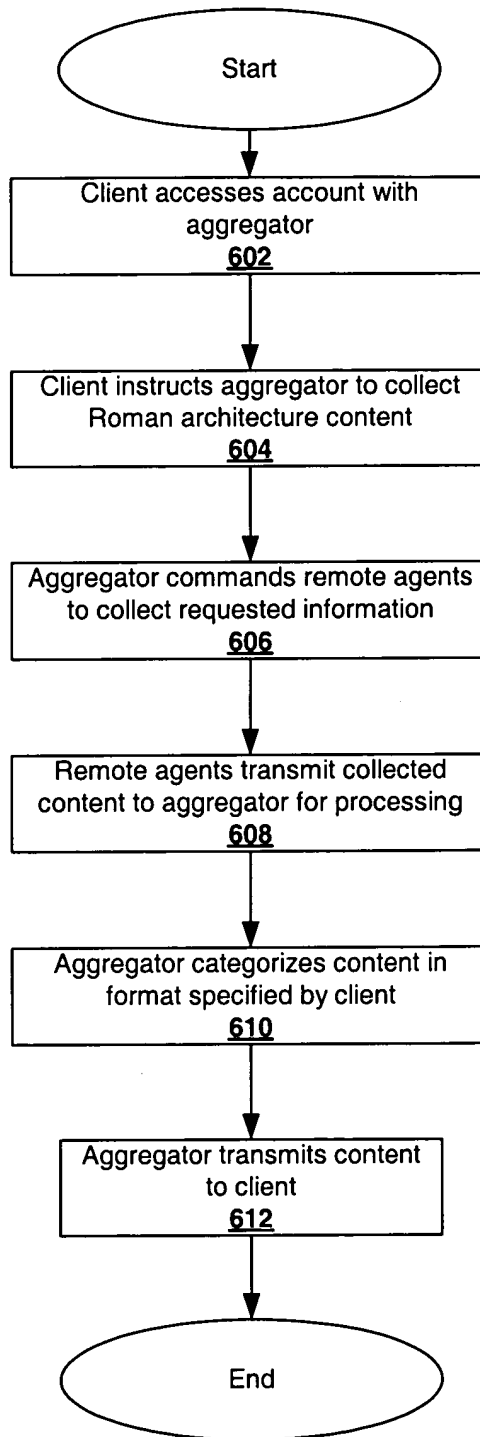 Start
Client accesses account with
aggregator
602
Client instructs aggregator to collect
Roman architecture content
604
Aggregator commands remote agents
to collect requested information
606
Remote agents transmit collected
content to aggregator for processing
608
Aggregator categorizes content in
format specified by client
610
Aggregator transmits content
to client
612
End